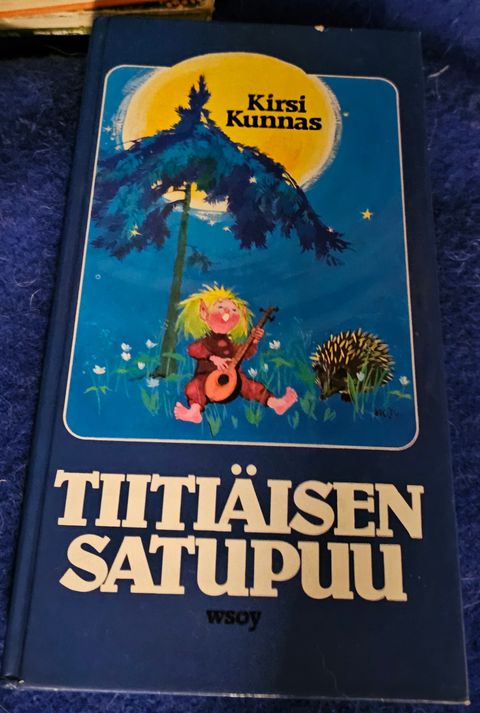 Kirsi
Kunnas
TIITIÄISEN
SATUPUU
wsoy